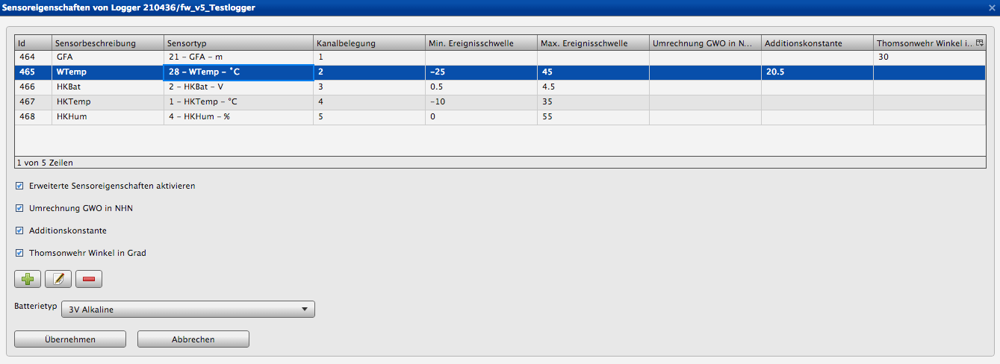 Sensoreigenschaften von Logger 210436/fw_v5_Testlogger
Id Sensorbeschreibung Sensortyp Kanalbelegung Min. Ereignisschwelle Max. Ereignisschwelle Umrechnung GWO in N... Additionskonstante Thomsonwehr Winkel i...
464 GFA 21 - GFA - m 1 30
465 WTemp 28 - WTemp - °C 2 -25 45 20.5
466 HKBat 2 - HKBat - V 3 0.5 4.5
467 HKTemp 1 - HKTemp - °C 4 -10 35
468 HKHum 4 - HKHum - % 5 0 55
1 von 5 Zeilen
Erweiterte Sensoreigenschaften aktivieren
Umrechnung GWO in NHN
Additionskonstante
Thomsonwehr Winkel in Grad
Batterietyp 3V Alkaline
Übernehmen Abbrechen